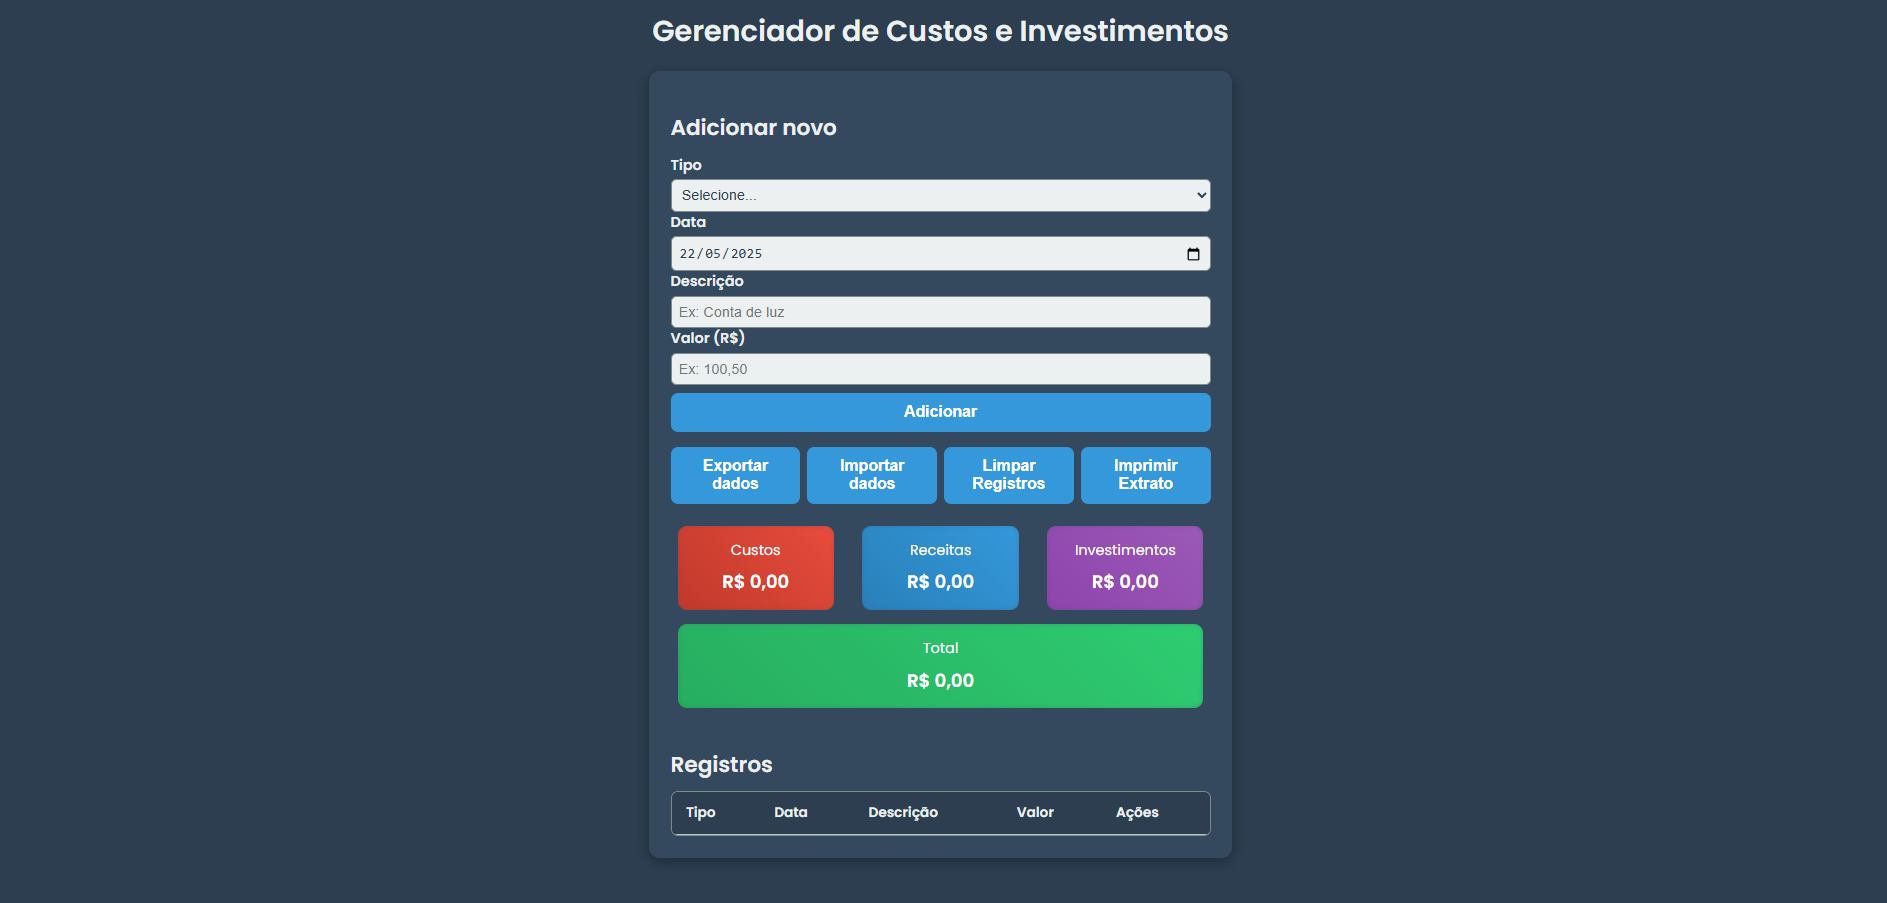 Gerenciador de Custos e Investimentos
Adicionar novo
Tipo
Selecione...
Data
22/05/2025
Descrição
Ex: Conta de luz
Valor (R$)
Ex: 100,50
Adicionar
Exportar
dados
Importar
dados
Limpar
Registros
Imprimir
Extrato
Custos
R$ 0,00
Receitas
R$ 0,00
Investimentos
R$ 0,00
Total
R$ 0,00
Registros
Tipo Data Descrição Valor Ações